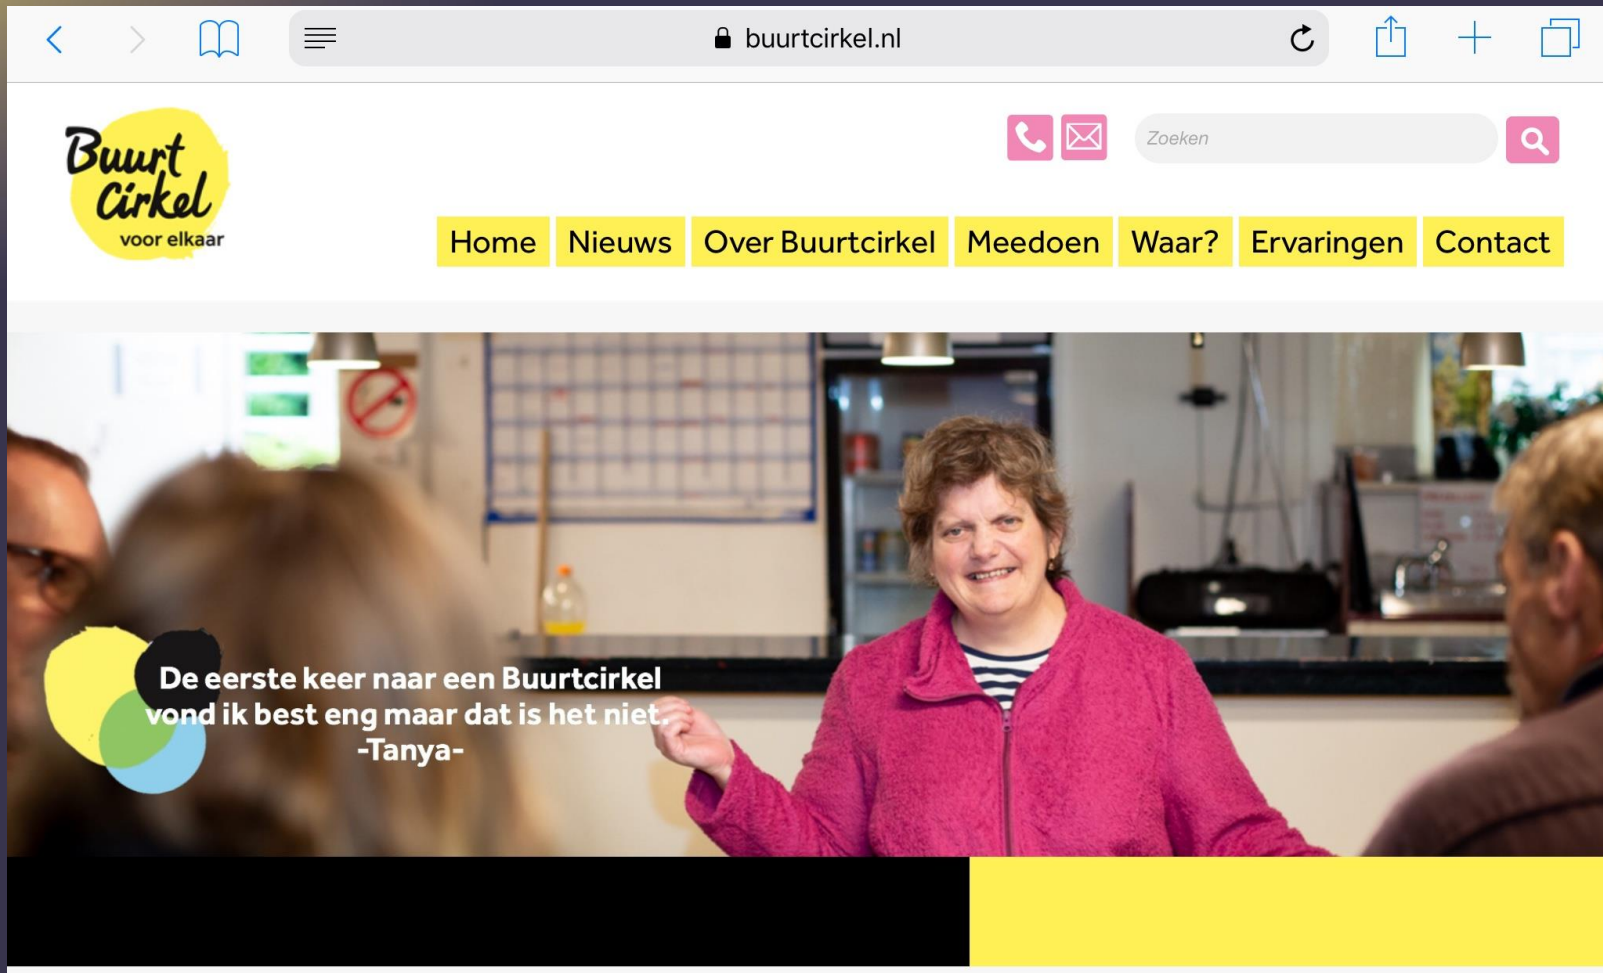 buurtcirkel.nl
Buurt
Cirkel
voor elkaar
Zoeken
Home Nieuws Over Buurtcirkel Meedoen Waar? Ervaringen Contact
De eerste keer naar een Buurtcirkel
vond ik best eng maar dat is het niet.
-Tanya-